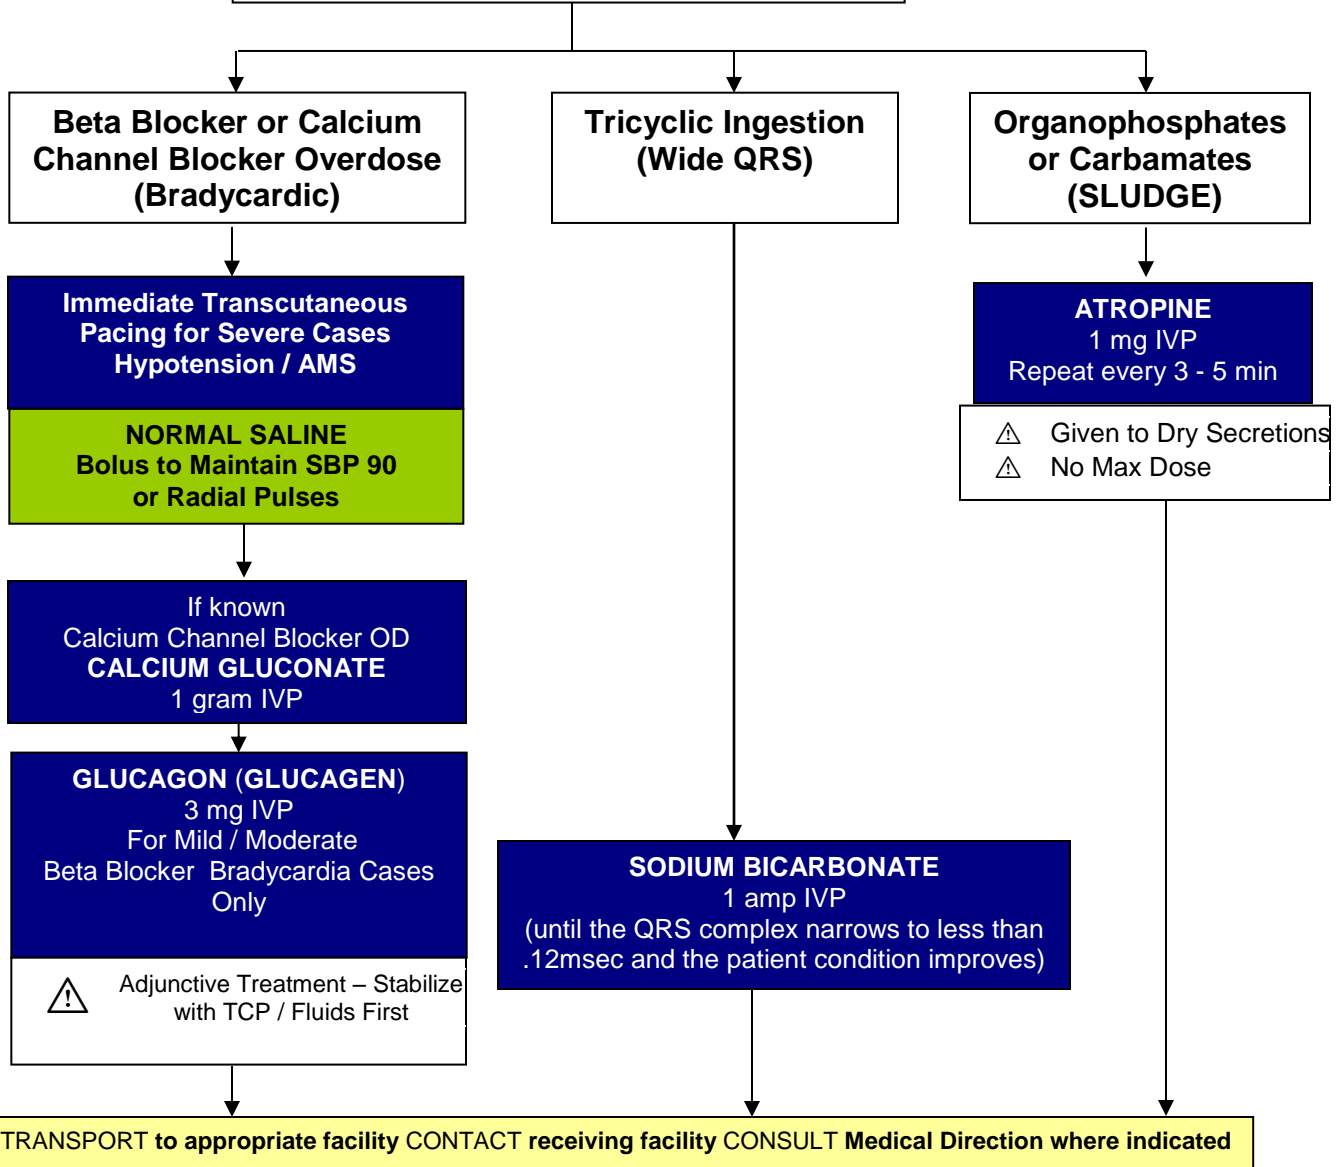 Beta Blocker or Calcium
Channel Blocker Overdose
(Bradycardic)
Immediate Transcutaneous
Pacing for Severe Cases
Hypotension / AMS
NORMAL SALINE
Bolus to Maintain SBP 90
or Radial Pulses
If known
Calcium Channel Blocker OD
CALCIUM GLUCONATE
1 gram IVP
GLUCAGON (GLUCAGEN)
3 mg IVP
For Mild / Moderate
Beta Blocker  Bradycardia Cases
Only
Adjunctive Treatment – Stabilize
with TCP / Fluids First
Tricyclic Ingestion
(Wide QRS)
SODIUM BICARBONATE
1 amp IVP
(until the QRS complex narrows to less than
.12msec and the patient condition improves)
Organophosphates
or Carbamates
(SLUDGE)
ATROPINE
1 mg IVP
Repeat every 3 - 5 min
Given to Dry Secretions
No Max Dose
TRANSPORT to appropriate facility CONTACT receiving facility CONSULT Medical Direction where indicated